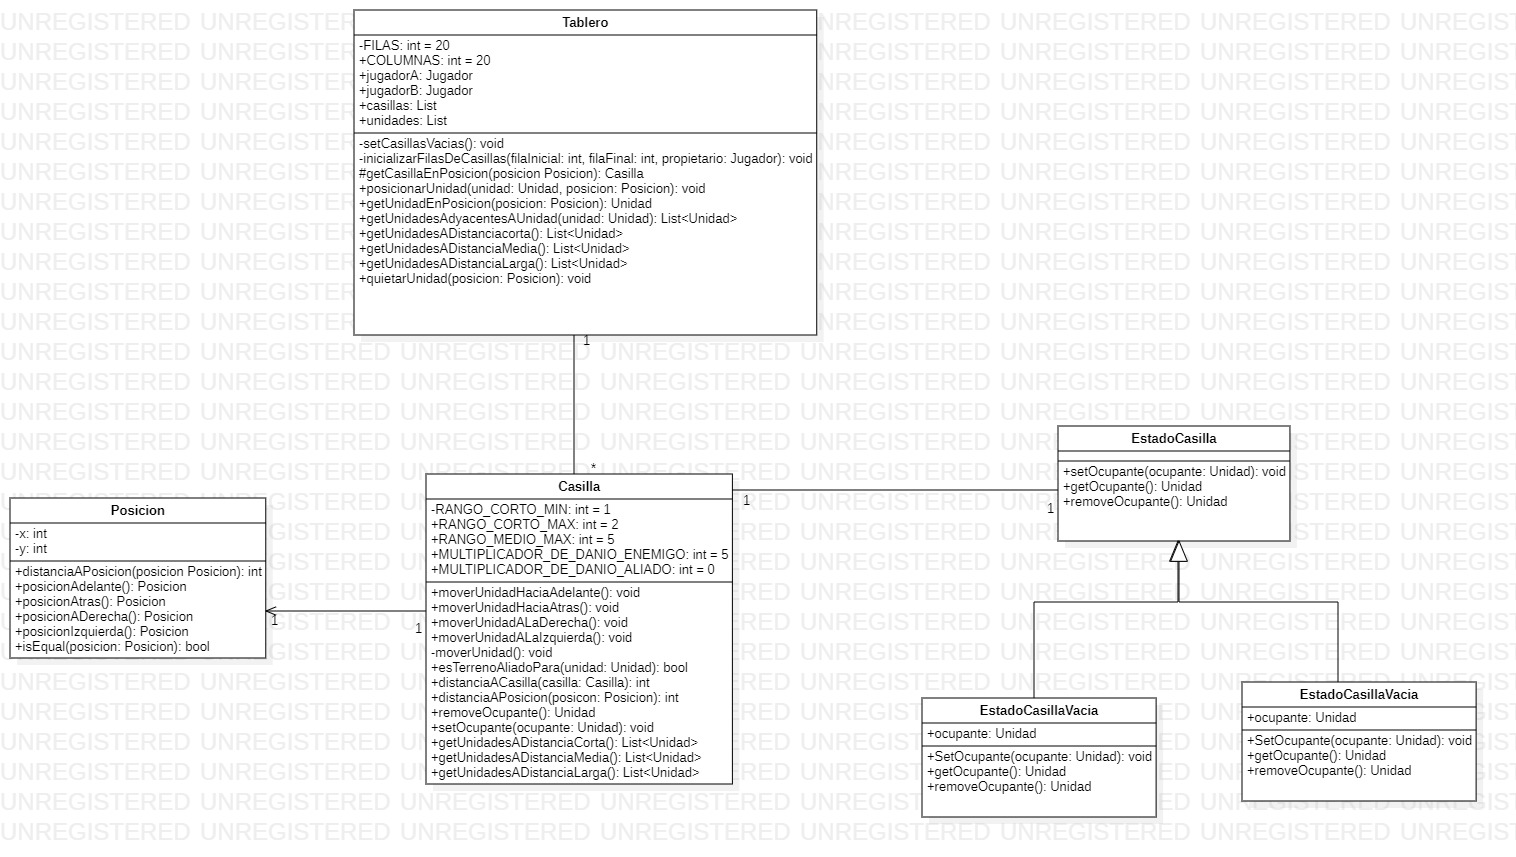 Tablero
-FILAS: int = 20
+COLUMNAS: int = 20
+jugadorA: Jugador
+jugadorB: Jugador
+casillas: List
+unidades: List
-setCasillasVacias(): void
-inicializarFilasDeCasillas(filaInicial: int, filaFinal: int, propietario: Jugador): void
#getCasillaEnPosicion(posicion Posicion): Casilla
+posicionarUnidad(unidad: Unidad, posicion: Posicion): void
+getUnidadEnPosicion(posicion: Posicion): Unidad
+getUnidadesAdyacentesAUnidad(unidad: Unidad): List<Unidad>
+getUnidadesADistanciacorta(): List<Unidad>
+getUnidadesADistanciaMedia(): List<Unidad>
+getUnidadesADistanciaLarga(): List<Unidad>
+quietarUnidad(posicion: Posicion): void
1
*
Casilla
-RANGO_CORTO_MIN: int = 1
+RANGO_CORTO_MAX: int = 2
+RANGO_MEDIO_MAX: int = 5
+MULTIPLICADOR_DE_DANIO_ENEMIGO: int = 5
+MULTIPLICADOR_DE_DANIO_ALIADO: int = 0
+moverUnidadHaciaAdelante(): void
+moverUnidadHaciaAtras(): void
+moverUnidadALaDerecha(): void
+moverUnidadALaIzquierda(): void
-moverUnidad(): void
+esTerrenoAliadoPara(unidad: Unidad): bool
+distanciaACasilla(casilla: Casilla): int
+distanciaAPosicion(posicon: Posicion): int
+removeOcupante(): Unidad
+setOcupante(ocupante: Unidad): void
+getUnidadesADistanciaCorta(): List<Unidad>
+getUnidadesADistanciaMedia(): List<Unidad>
+getUnidadesADistanciaLarga(): List<Unidad>
1
1
Posicion
-x: int
-y: int
+distanciaAPosicion(posicion Posicion): int
+posicionAdelante(): Posicion
+posicionAtras(): Posicion
+posicionADerecha(): Posicion
+posicionIzquierda(): Posicion
+isEqual(posicion: Posicion): bool
1
1
EstadoCasilla
+setOcupante(ocupante: Unidad): void
+getOcupante(): Unidad
+removeOcupante(): Unidad
EstadoCasillaVacia
+ocupante: Unidad
+SetOcupante(ocupante: Unidad): void
+getOcupante(): Unidad
+removeOcupante(): Unidad
EstadoCasillaVacia
+ocupante: Unidad
+SetOcupante(ocupante: Unidad): void
+getOcupante(): Unidad
+removeOcupante(): Unidad
UNREGISTERED